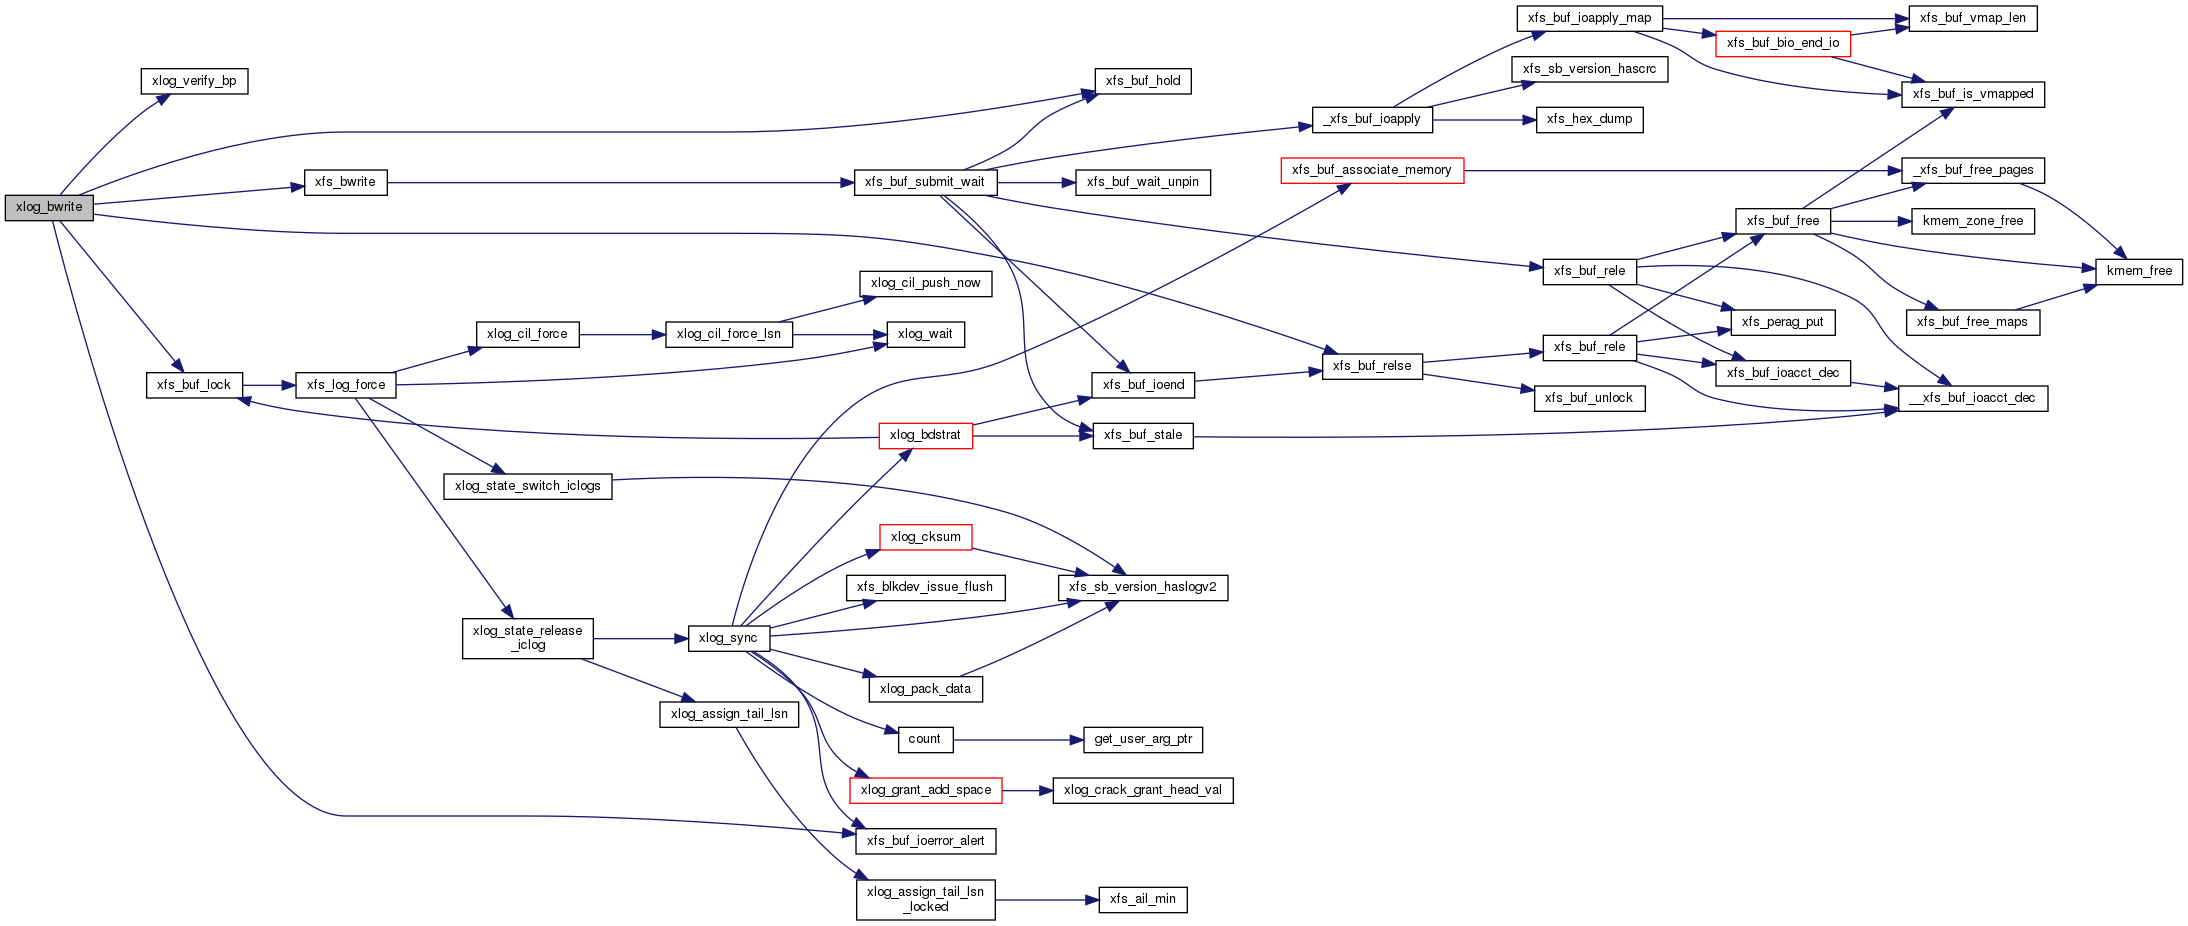 xfs_buf_ioapply_map
xfs_buf_vmap_len
xfs_buf_bio_end_io
xlog_verify_bp
xfs_buf_hold
xfs_sb_version_hascrc
xfs_buf_is_vmapped
_xfs_buf_ioapply
xfs_hex_dump
xfs_bwrite
xfs_buf_submit_wait
xfs_buf_wait_unpin
xfs_buf_associate_memory
_xfs_buf_free_pages
xlog_bwrite
xfs_buf_free
kmem_zone_free
xlog_cil_push_now
xfs_buf_rele
kmem_free
xlog_cil_force
xlog_cil_force_lsn
xlog_wait
xfs_perag_put
xfs_buf_free_maps
xfs_buf_rele
xfs_buf_relse
xfs_buf_ioacct_dec
xfs_buf_lock
xfs_log_force
xfs_buf_ioend
xfs_buf_unlock
__xfs_buf_ioacct_dec
xlog_bdstrat
xfs_buf_stale
xlog_state_switch_iclogs
xlog_cksum
xfs_blkdev_issue_flush
xfs_sb_version_haslogv2
xlog_state_release
_iclog
xlog_sync
xlog_pack_data
xlog_assign_tail_lsn
count
get_user_arg_ptr
xlog_grant_add_space
xlog_crack_grant_head_val
xfs_buf_ioerror_alert
xlog_assign_tail_lsn
_locked
xfs_ail_min